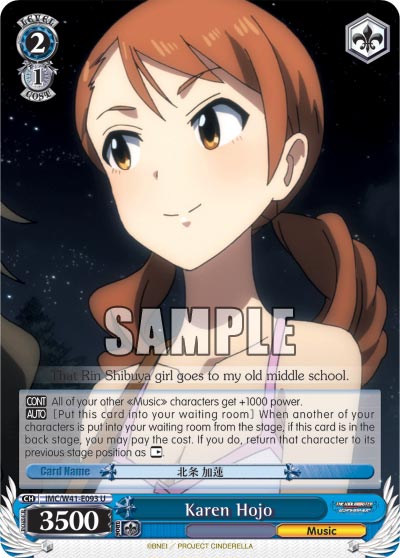 LEVEL
2
1
COST
SAMPLE
That Rin Shibuya girl goes to my old middle school.
CONT All of your other «Music» characters get +1000 power.
AUTO [Put this card into your waiting room] When another of your
characters is put into your waiting room from the stage, if this card is in the
back stage, you may pay the cost. If you do, return that character to its
previous stage position as
Card Name
北条 加蓮
CH IMC/W41-E093 U
3500
Karen Hojo
Music
©BNEI / PROJECT CINDERELLA